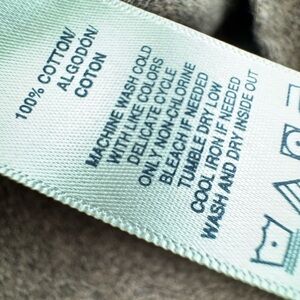 100% COTTON/
ALGODÓN/
COTON
MACHINE WASH COLD
WITH LIKE COLORS
DELICATE CYCLE
ONLY NON-CHLORINE
BLEACH IF NEEDED
TUMBLE DRY LOW
COOL IRON IF NEEDED
WASH AND DRY INSIDE OUT